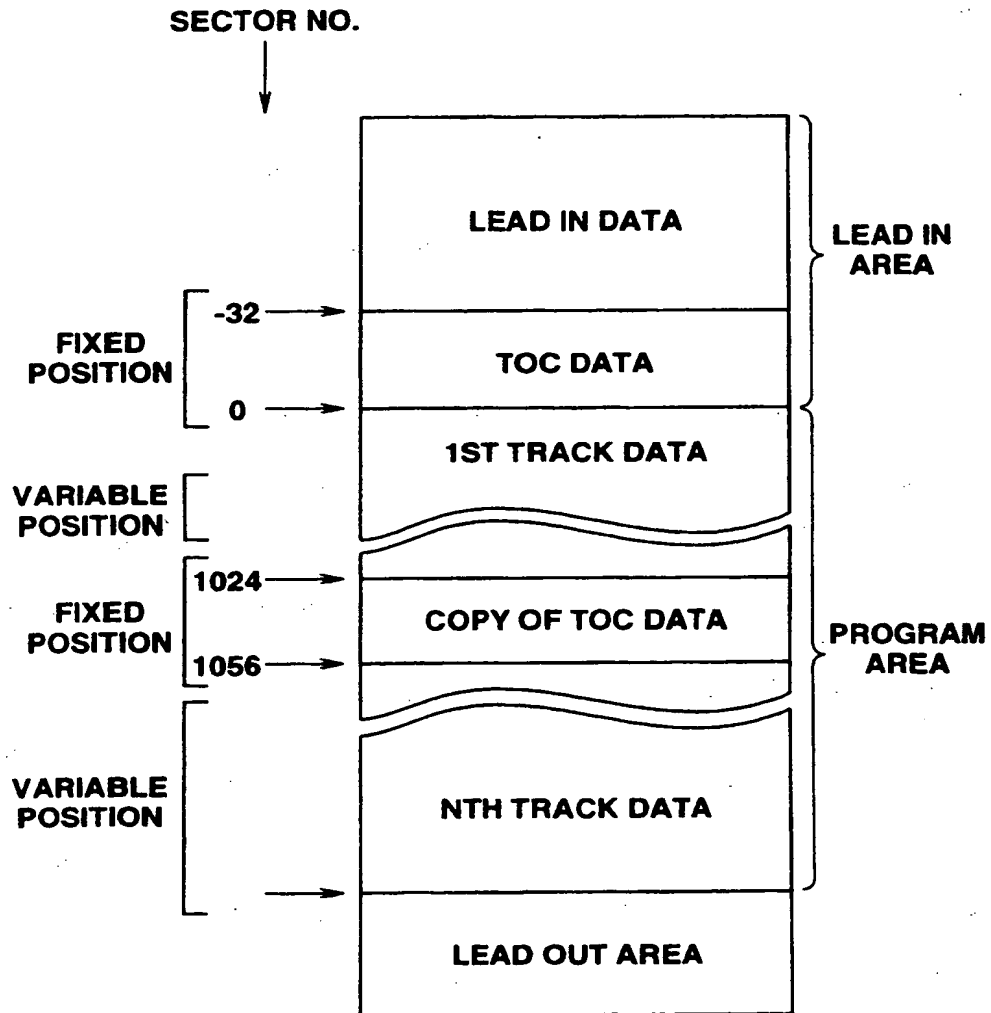 SECTOR NO.
LEAD IN DATA
LEAD IN
AREA
-32
FIXED
POSITION
TOC DATA
0
1ST TRACK DATA
VARIABLE
POSITION
1024
FIXED
POSITION
COPY OF TOC DATA
1056
PROGRAM
AREA
VARIABLE
POSITION
NTH TRACK DATA
LEAD OUT AREA